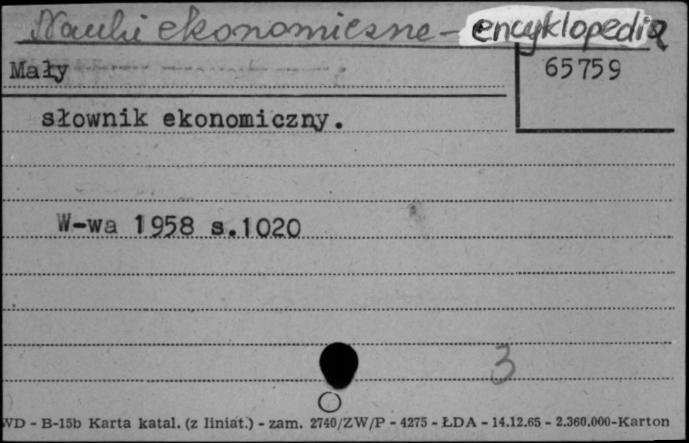 Nauki ekonomiczne - encyklopedia
Mały
65759
słownik ekonomiczny.
W-wa 1958 s.1020
3
WD - B-15b Karta katal. (z liniat.) - zam. 2740/ZW/P - 4275 - ŁDA - 14.12.65 - 2.360.000-Karton